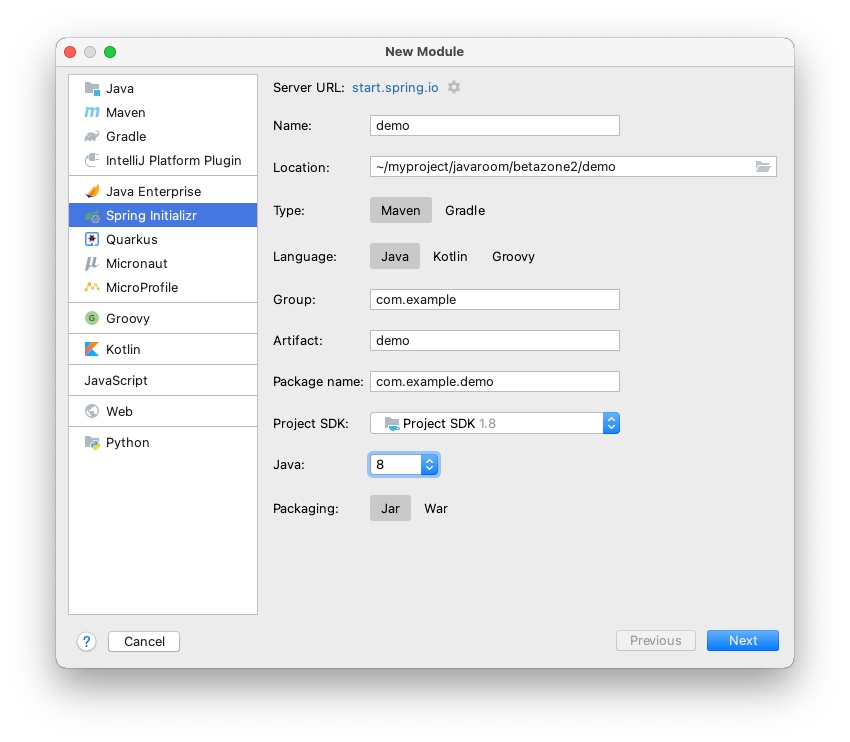 New Module
Java
Maven
Gradle
IntelliJ Platform Plugin
Java Enterprise
Spring Initializr
Quarkus
Micronaut
MicroProfile
Groovy
Kotlin
JavaScript
Web
Python
Server URL: start.spring.io
Name: demo
Location: ~/myproject/javaroom/betazone2/demo
Type: Maven Gradle
Language: Java Kotlin Groovy
Group: com.example
Artifact: demo
Package name: com.example.demo
Project SDK: Project SDK 1.8
Java: 8
Packaging: Jar War
? Cancel Previous Next